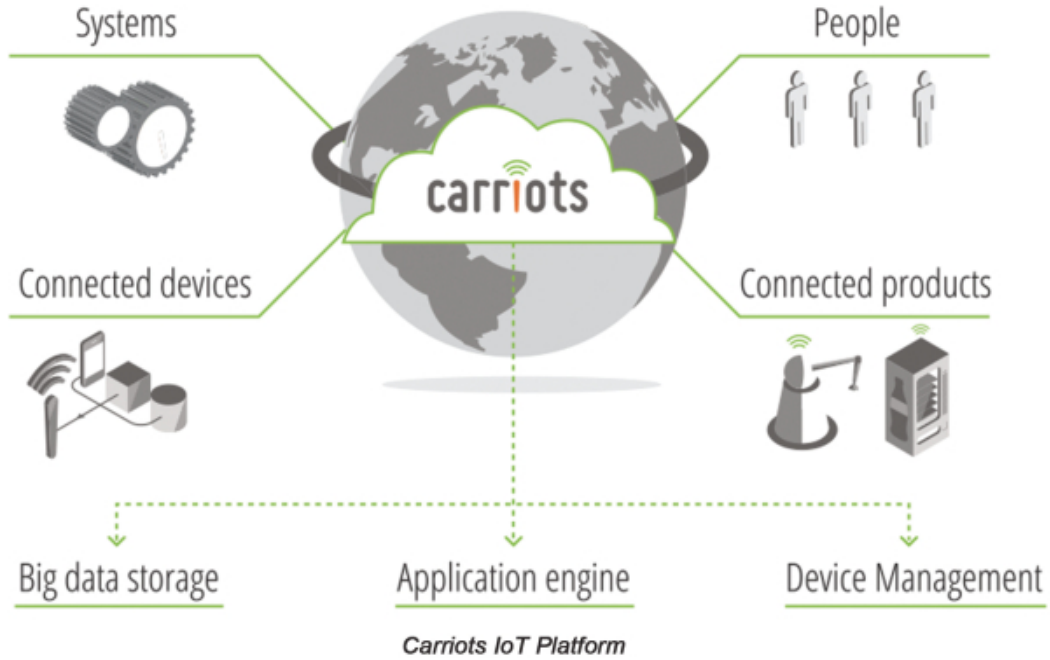 Systems
People
carriots
Connected devices
Connected products
Big data storage
Application engine
Device Management
Carriots IoT Platform